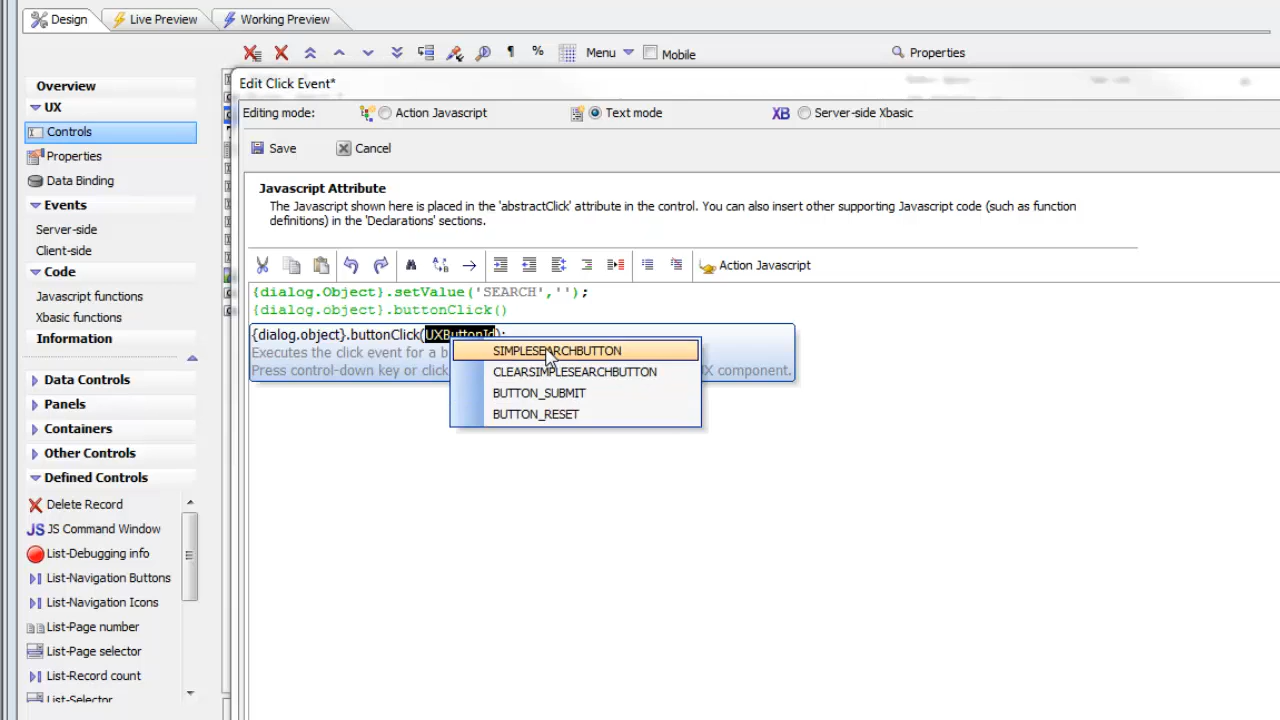 Design
Live Preview
Working Preview
Menu
Mobile
Properties
Overview
UX
Controls
Properties
Data Binding
Events
Server-side
Client-side
Code
Javascript functions
Xbasic functions
Information
Data Controls
Panels
Containers
Other Controls
Defined Controls
Delete Record
JS Command Window
List-Debugging info
List-Navigation Buttons
List-Navigation Icons
List-Page number
List-Page selector
List-Record count
List-Selector
Edit Click Event*
Editing mode:
Action Javascript
Text mode
XB Server-side Xbasic
Save
Cancel
Javascript Attribute
The Javascript shown here is placed in the 'abstractClick' attribute in the control. You can also insert other supporting Javascript code (such as function
definitions) in the 'Declarations' sections.
Action Javascript
{dialog.Object}.setValue('SEARCH','');
{dialog.object}.buttonClick()
{dialog.object}.buttonClick(UXButtonId);
Executes the click event for a b
Press control-down key or click
X component.
SIMPLESEARCHBUTTON
CLEARSIMPLESEARCHBUTTON
BUTTON_SUBMIT
BUTTON_RESET